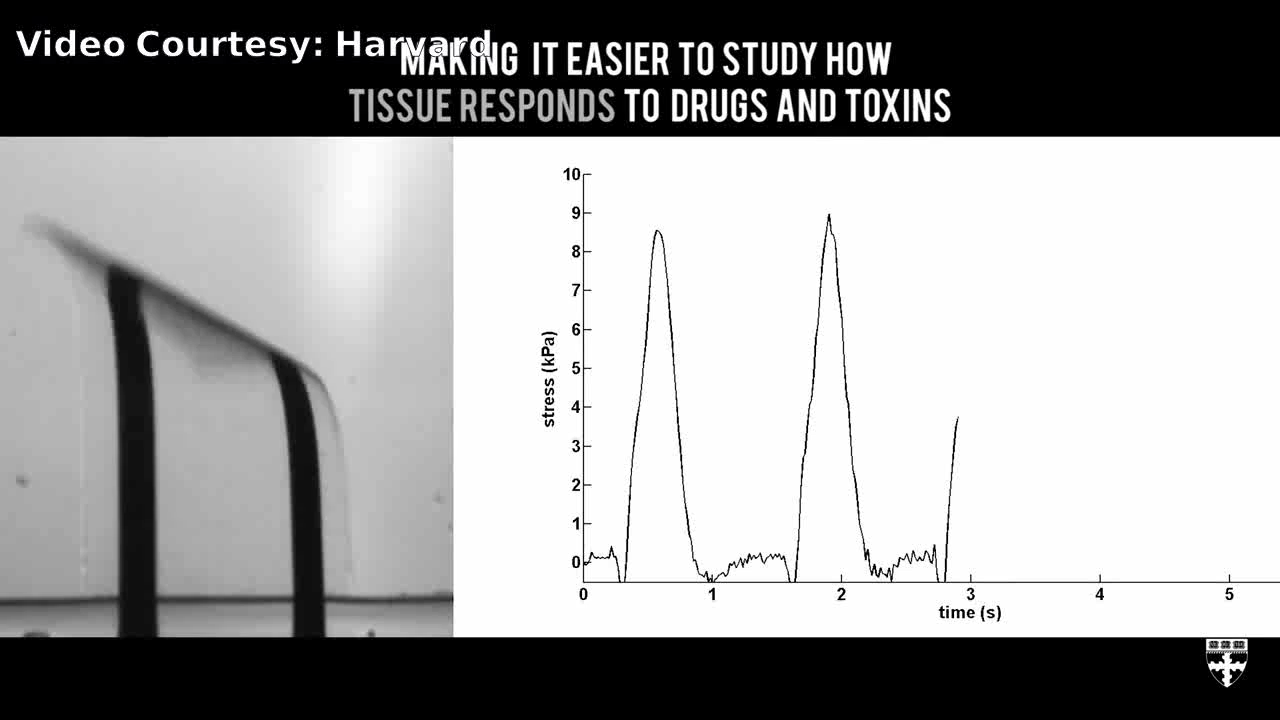 Video Courtesy: Harvard
MAKING IT EASIER TO STUDY HOW
TISSUE RESPONDS TO DRUGS AND TOXINS
10
9
8
7
6
5
4
3
2
1
0
stress (kPa)
0 1 2 3 4 5
time (s)